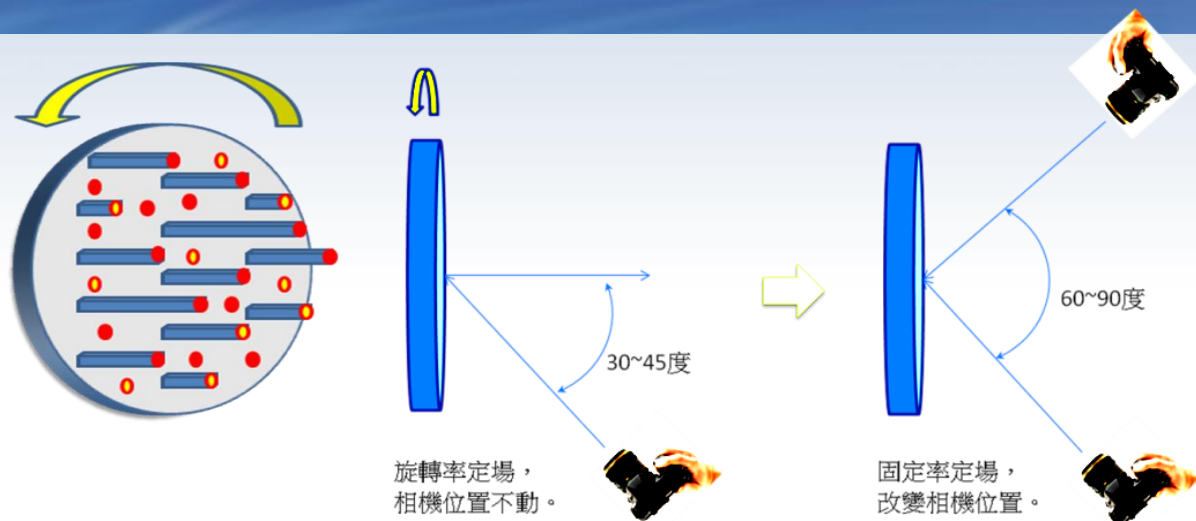 30~45度
旋轉率定場，
相機位置不動。
60~90度
固定率定場，
改變相機位置。